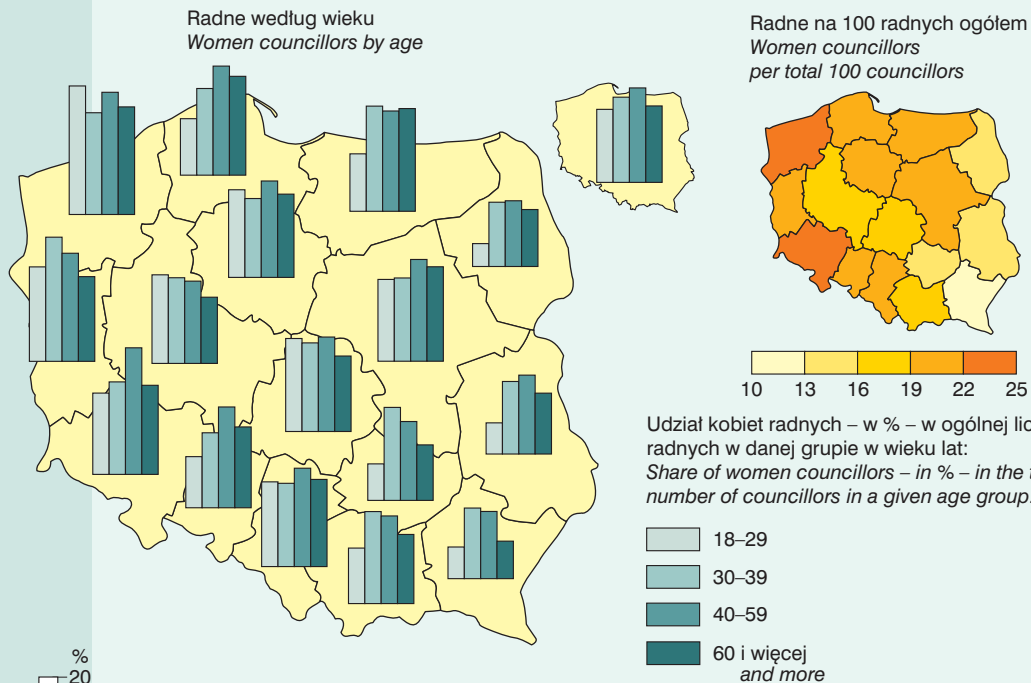 Radne według wieku
Women councillors by age
Radne na 100 radnych ogółem
Women councillors
per total 100 councillors
10 13 16 19 22 25
Udział kobiet radnych – w % – w ogólnej
radnych w danej grupie w wieku lat:
Share of women councillors – in % – in the
number of councillors in a given age group
18–29
30–39
40–59
60 i więcej
and more
%
20